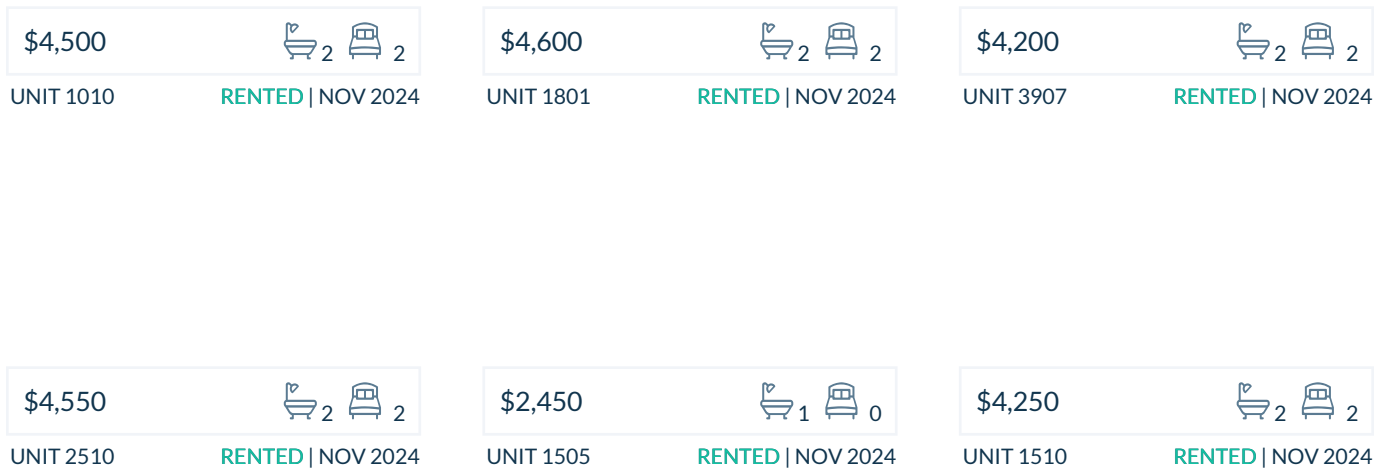 $4,500 2 2
UNIT 1010 RENTED | NOV 2024
$4,600 2 2
UNIT 1801 RENTED | NOV 2024
$4,200 2 2
UNIT 3907 RENTED | NOV 2024
$4,550 2 2
UNIT 2510 RENTED | NOV 2024
$2,450 1 0
UNIT 1505 RENTED | NOV 2024
$4,250 2 2
UNIT 1510 RENTED | NOV 2024